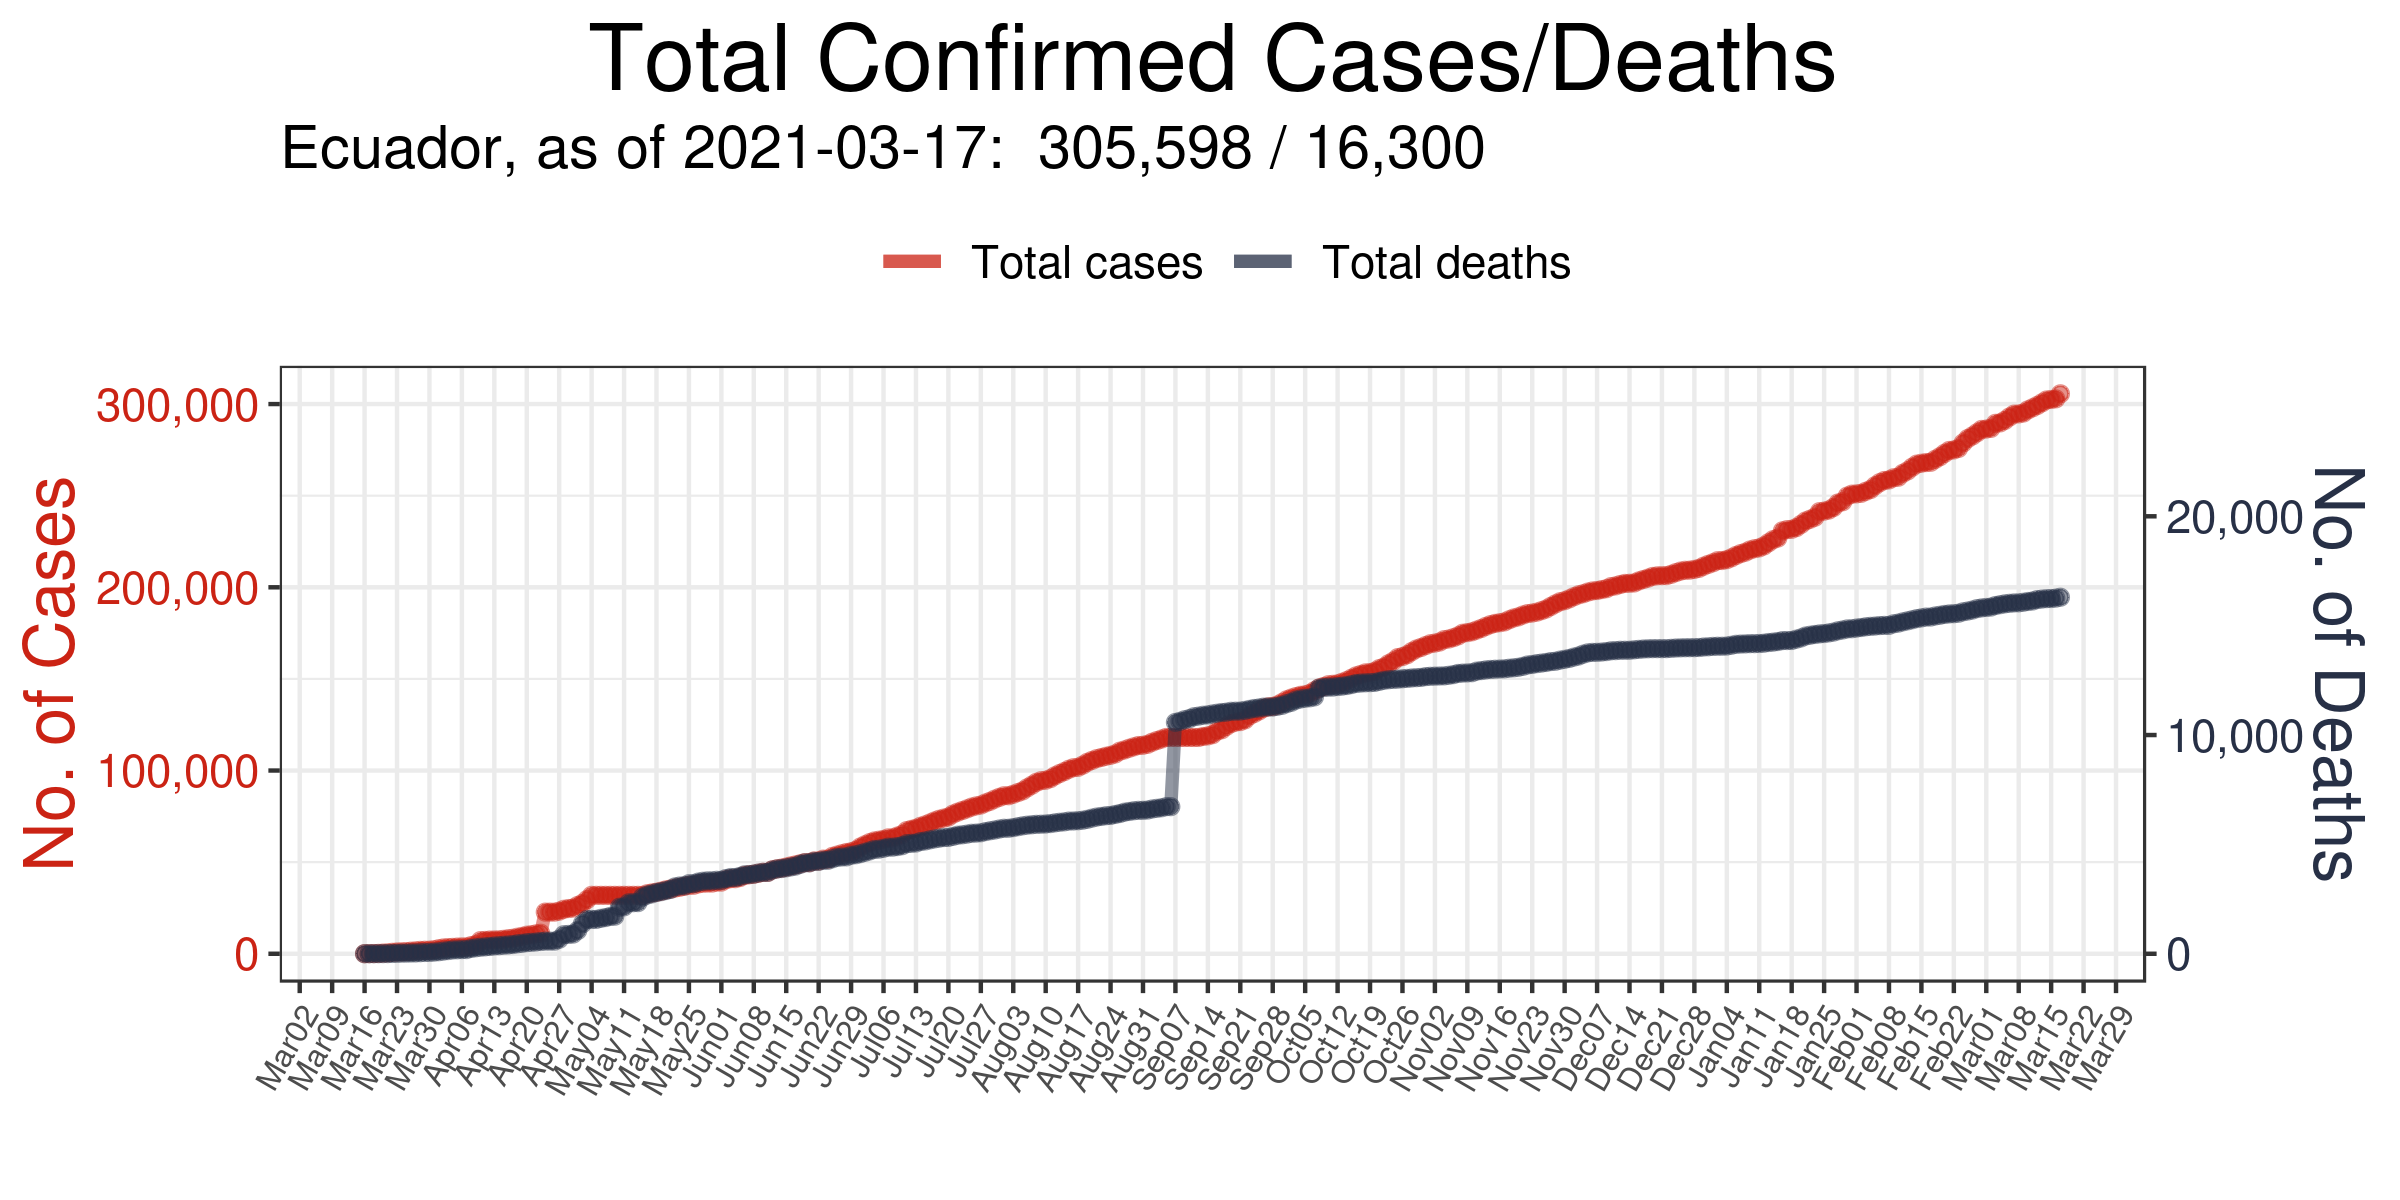 Total Confirmed Cases/Deaths
Ecuador, as of 2021-03-17:  305,598 / 16,300
Total cases
Total deaths
No. of Cases
300,000
200,000
100,000
0
20,000
10,000
0
No. of Deaths
Mar02
Mar09
Mar16
Mar23
Mar30
Apr06
Apr13
Apr20
Apr27
May04
May11
May18
May25
Jun01
Jun08
Jun15
Jun22
Jun29
Jul06
Jul13
Jul20
Jul27
Aug03
Aug10
Aug17
Aug24
Aug31
Sep07
Sep14
Sep21
Sep28
Oct05
Oct12
Oct19
Oct26
Nov02
Nov09
Nov16
Nov23
Nov30
Dec07
Dec14
Dec21
Dec28
Jan04
Jan11
Jan18
Jan25
Feb01
Feb08
Feb15
Feb22
Mar01
Mar08
Mar15
Mar22
Mar29